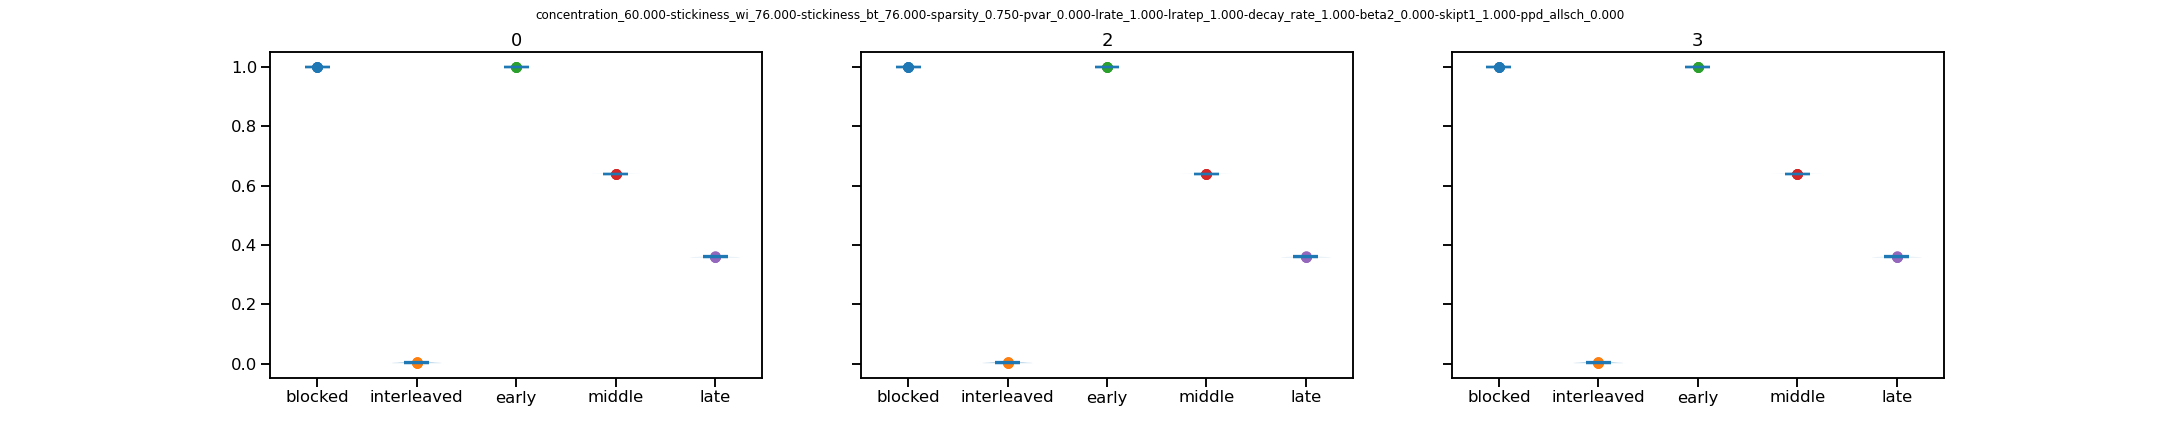 concentration_60.000-stickiness_wi_76.000-stickiness_bt_76.000-sparsity_0.750-pvar_0.000-lrate_1.000-lratep_1.000-decay_rate_1.000-beta2_0.000-skipt1_1.000-ppd_allsch_0.000
0
2
3
1.0
0.8
0.6
0.4
0.2
0.0
blocked interleaved early middle late
blocked interleaved early middle late
blocked interleaved early middle late